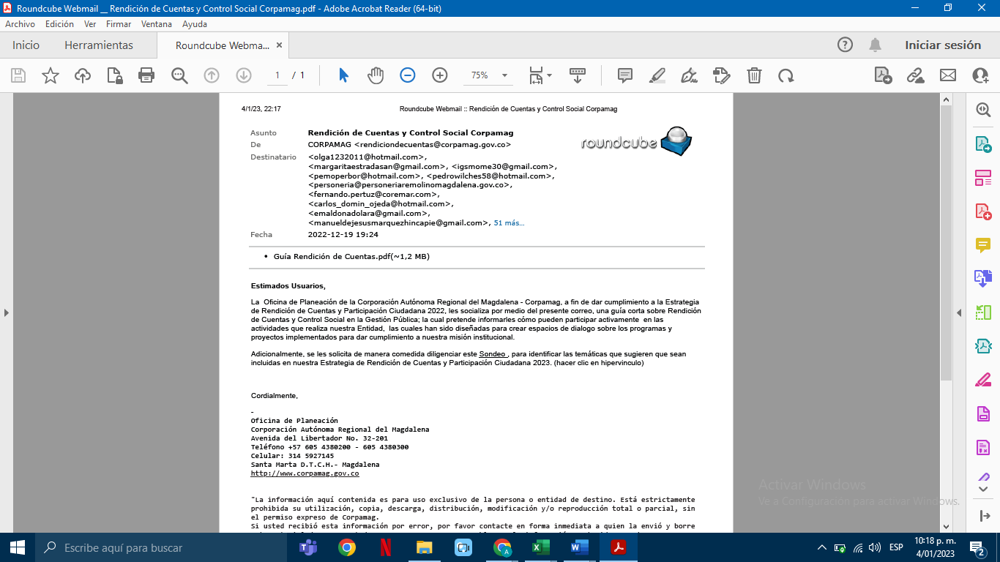 Roundcube Webmail __ Rendición de Cuentas y Control Social Corpamag.pdf - Adobe Acrobat Reader (64-bit)
Archivo Edición Ver Firmar Ventana Ayuda
Inicio Herramientas Roundcube Webma... × Iniciar sesión
1 / 1 75%
4/1/23, 22:17 Roundcube Webmail :: Rendición de Cuentas y Control Social Corpamag
roundcube
Asunto Rendición de Cuentas y Control Social Corpamag
De CORPAMAG <rendiciondecuentas@corpamag.gov.co>
Destinatario <olga1232011@hotmail.com>,
<margaritaestradasan@gmail.com>, <igsmome30@gmail.com>,
<pemoperbor@hotmail.com>, <pedrowilches58@hotmail.com>,
<personeria@personeriaremolinomagdalena.gov.co>,
<fernando.pertuz@coremar.com>,
<carlos_domin_ojeda@hotmail.com>,
<emaldonadolara@gmail.com>,
<manueldejesusmarquezhincapie@gmail.com>, 51 más...
Fecha 2022-12-19 19:24
• Guía Rendición de Cuentas.pdf(~1,2 MB)
Estimados Usuarios,
La Oficina de Planeación de la Corporación Autónoma Regional del Magdalena - Corpamag, a fin de dar cumplimiento a la Estrategia
de Rendición de Cuentas y Participación Ciudadana 2022, les socializa por medio del presente correo, una guía corta sobre Rendición
de Cuentas y Control Social en la Gestión Pública; la cual pretende informarles cómo pueden participar activamente en las
actividades que realiza nuestra Entidad, las cuales han sido diseñadas para crear espacios de dialogo sobre los programas y
proyectos implementados para dar cumplimiento a nuestra misión institucional.
Adicionalmente, se les solicita de manera comedida diligenciar este Sondeo , para identificar las temáticas que sugieren que sean
incluidas en nuestra Estrategia de Rendición de Cuentas y Participación Ciudadana 2023. (hacer clic en hipervinculo)
Cordialmente,
-
Oficina de Planeación
Corporación Autónoma Regional del Magdalena
Avenida del Libertador No. 32-201
Teléfono +57 605 4380200 - 605 4380300
Celular: 314 5927145
Santa Marta D.T.C.H.- Magdalena
http://www.corpamag.gov.co
"La información aquí contenida es para uso exclusivo de la persona o entidad de destino. Está estrictamente
prohibida su utilización, copia, descarga, distribución, modificación y/o reproducción total o parcial, sin
el permiso expreso de Corpamag.
Si usted recibió esta información por error, por favor contacte en forma inmediata a quien la envió y borre
Activar Windows
Ve a Configuración para activar Windows.
Escribe aquí para buscar
ESP 10:18 p. m.
4/01/2023
2